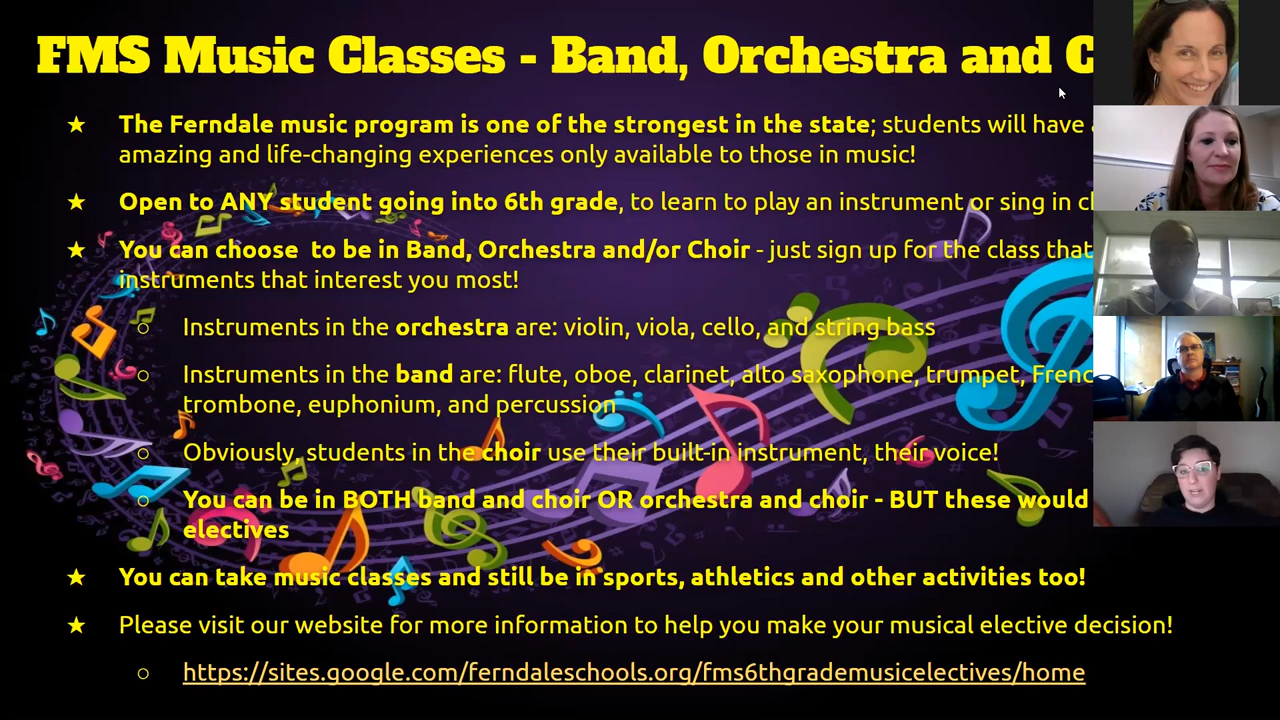 FMS Music Classes - Band, Orchestra and C
★ The Ferndale music program is one of the strongest in the state; students will have
amazing and life-changing experiences only available to those in music!
★ Open to ANY student going into 6th grade, to learn to play an instrument or sing in
★ You can choose to be in Band, Orchestra and/or Choir - just sign up for the class that
instruments that interest you most!
○ Instruments in the orchestra are: violin, viola, cello, and string bass
○ Instruments in the band are: flute, oboe, clarinet, alto saxophone, trumpet, Frenc
trombone, euphonium, and percussion
○ Obviously, students in the choir use their built-in instrument, their voice!
○ You can be in BOTH band and choir OR orchestra and choir - BUT these would
electives
★ You can take music classes and still be in sports, athletics and other activities too!
★ Please visit our website for more information to help you make your musical elective decision!
○ https://sites.google.com/ferndaleschools.org/fms6thgrademusicelectives/home